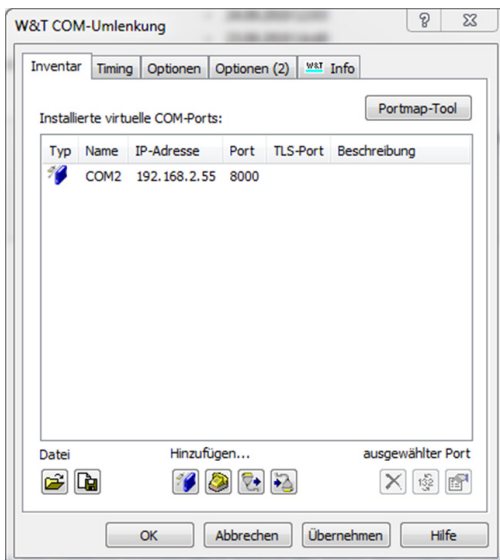 W&T COM-Umlenkung
Inventar Timing Optionen Optionen (2) W&T Info
Portmap-Tool
Installierte virtuelle COM-Ports:
Typ Name IP-Adresse Port TLS-Port Beschreibung
COM2 192.168.2.55 8000
Datei Hinzufügen... ausgewählter Port
OK Abbrechen Übernehmen Hilfe